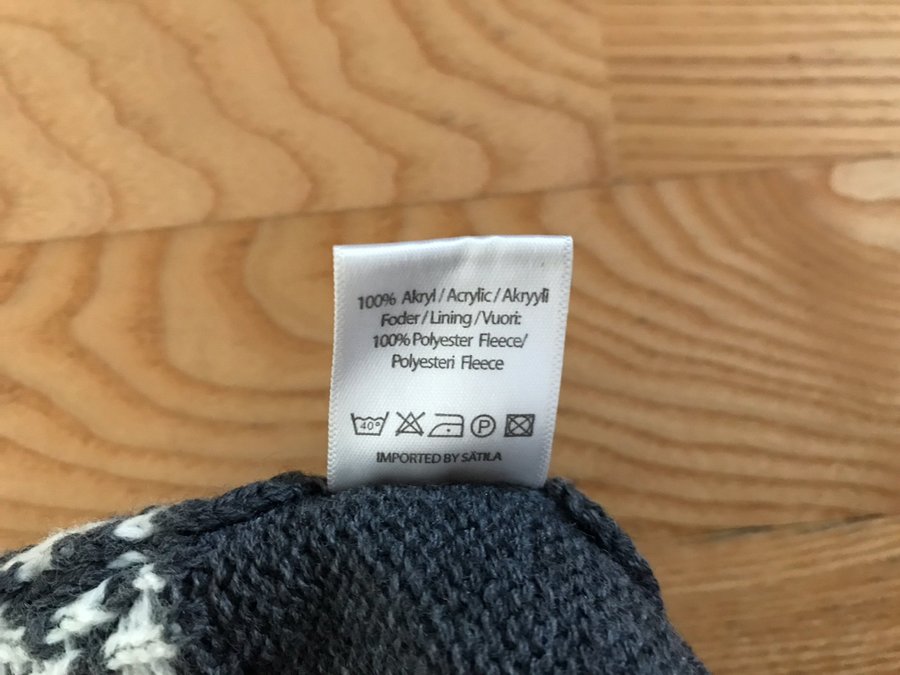 100% Akryl / Acrylic / Akryyli
Foder / Lining / Vuori:
100% Polyester Fleece/
Polyesteri Fleece
40° P
IMPORTED BY SÄTILA